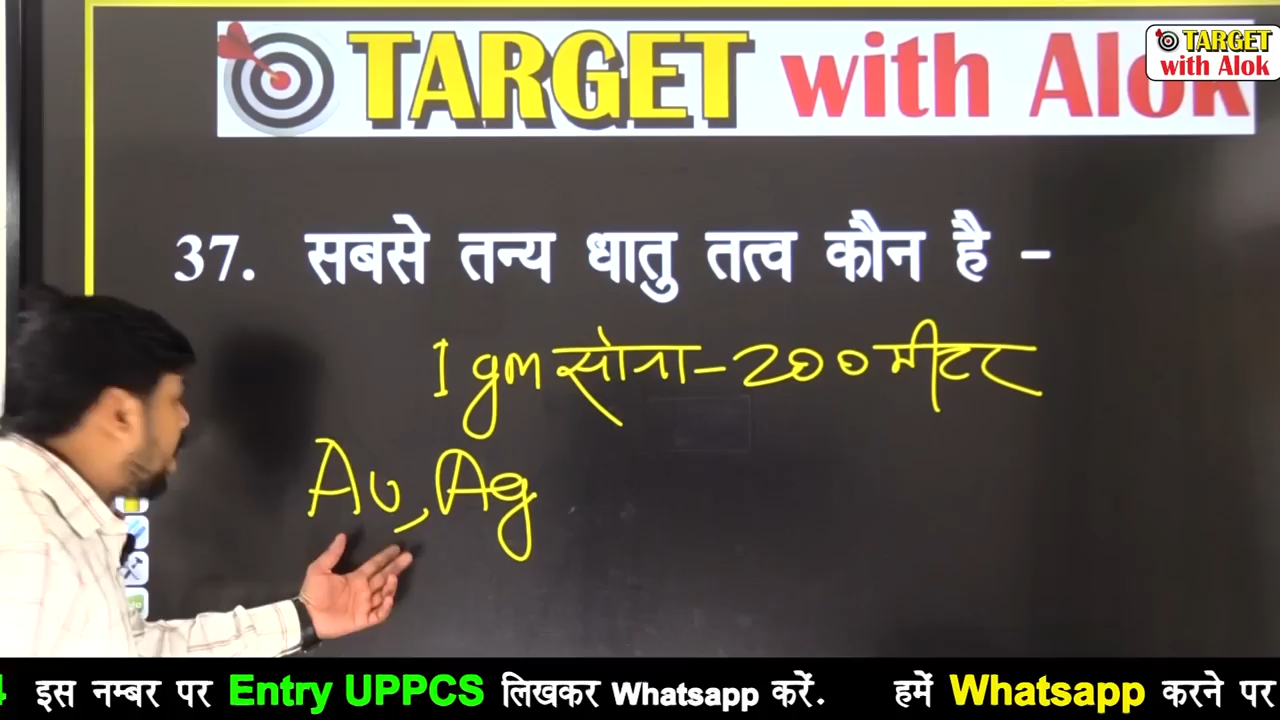 TARGET with Alok
TARGET
with Alok
37. सबसे तन्य धातु तत्व कौन है -
1 gm सोना - 200 मीटर
Au, Ag
4 इस नम्बर पर Entry UPPCS लिखकर Whatsapp करें. हमें Whatsapp करने पर